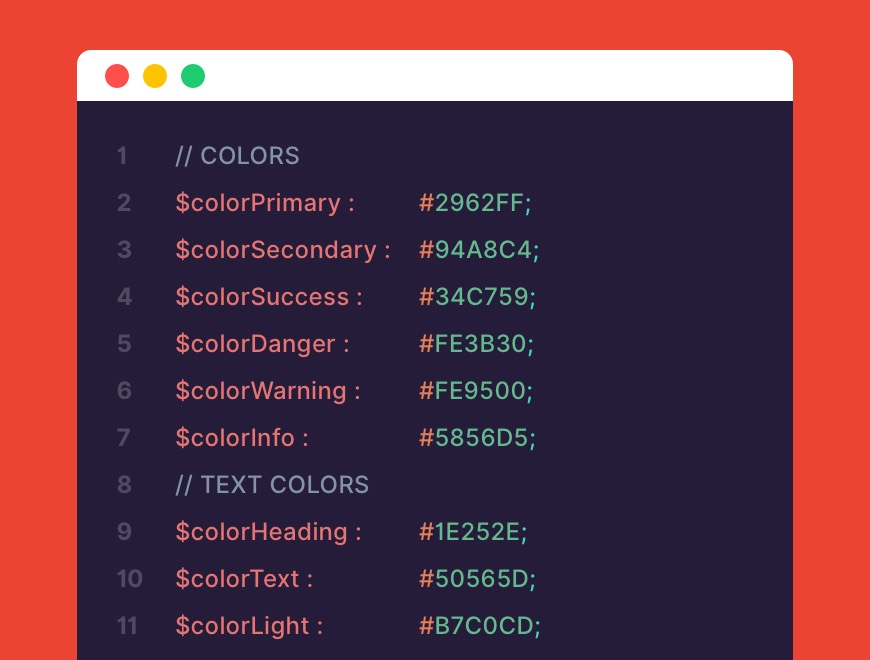 1 // COLORS
2 $colorPrimary : #2962FF;
3 $colorSecondary : #94A8C4;
4 $colorSuccess : #34C759;
5 $colorDanger : #FE3B30;
6 $colorWarning : #FE9500;
7 $colorInfo : #5856D5;
8 // TEXT COLORS
9 $colorHeading : #1E252E;
10 $colorText : #50565D;
11 $colorLight : #B7C0CD;